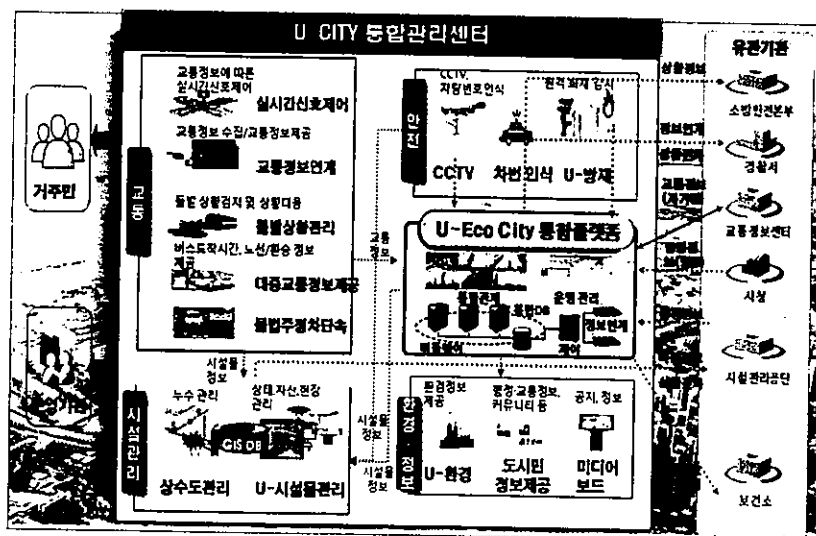 U CITY 통합관리센터
거주민
교통
교통정보에 따른
실시간신호제어
실시간신호제어
교통정보 수집/교통정보제공
교통정보연계
돌발 상황검지 및 상황대응
돌발상황관리
버스도착시간, 노선/환승 정보
제공
대중교통정보제공
불법주정차단속
안전
CCTV,
차량번호인식
원격 화재 감시
CCTV
차번인식
U-방재
교통
정보
U-Eco City 통합플랫폼
통합관제
통합DB
운영 관리
정보연계
제어
시설물
정보
시설관리
누수 관리
상태,자산,현장
관리
GIS DB
상수도관리
U-시설물관리
시설물
정보
시설물
정보
환경·정보
환경정보
제공
행정·교통정보,
커뮤니티 등
공지, 정보
U-환경
도시민
정보제공
미디어
보드
유관기관
상황정보
소방안전본부
정보연계
경찰서
교통정보
교통정보센터
시청
시설관리공단
보건소